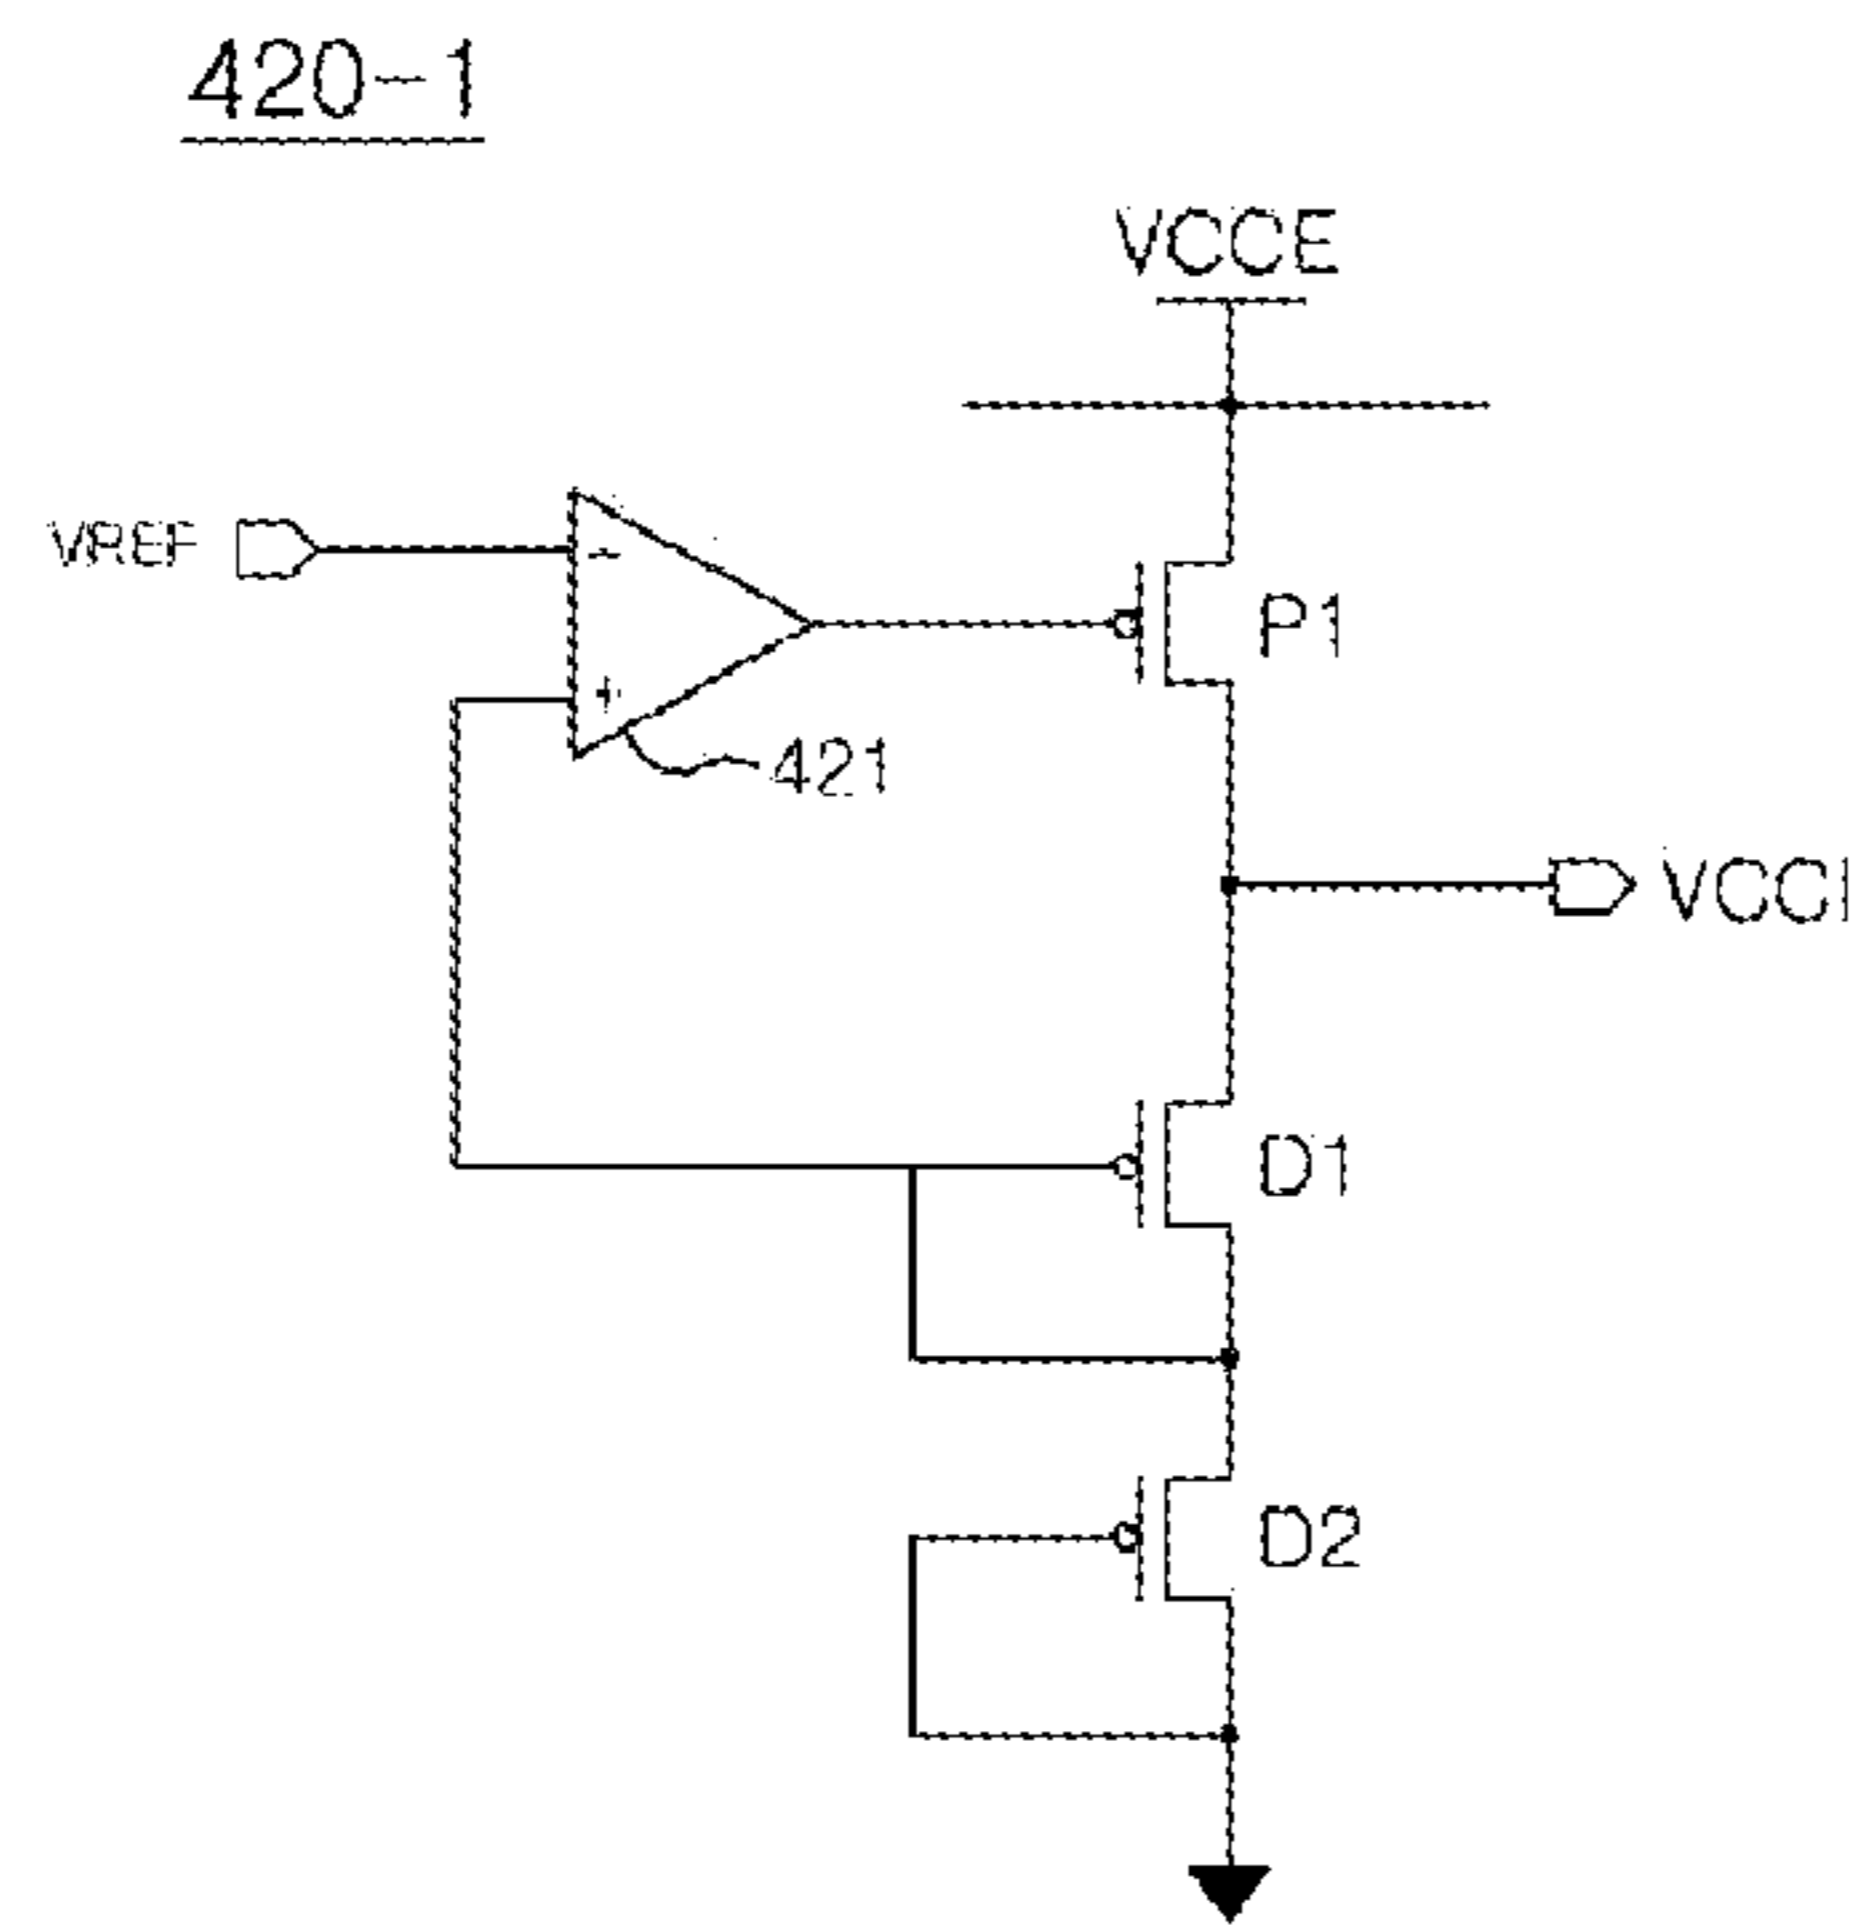 420-1
VCCE
VREF
-
P1
+
421
VCCI
D1
D2